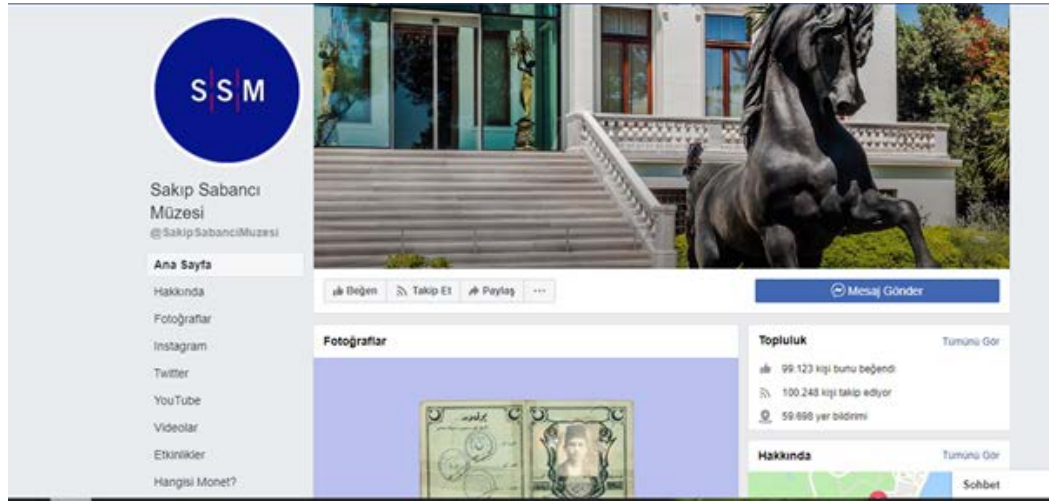 S S M
Sakıp Sabancı
Müzesi
@SakipSabanciMuzesi
Ana Sayfa
Hakkında
Fotoğraflar
Instagram
Twitter
YouTube
Videolar
Etkinlikler
Hangisi Monet?
Beğen Takip Et Paylaş ...
Mesaj Gönder
Fotoğraflar
Topluluk Tümünü Gör
99.123 kişi bunu beğendi
100.248 kişi takip ediyor
59.698 yer bildirimi
Hakkında Tümünü Gör
Sohbet